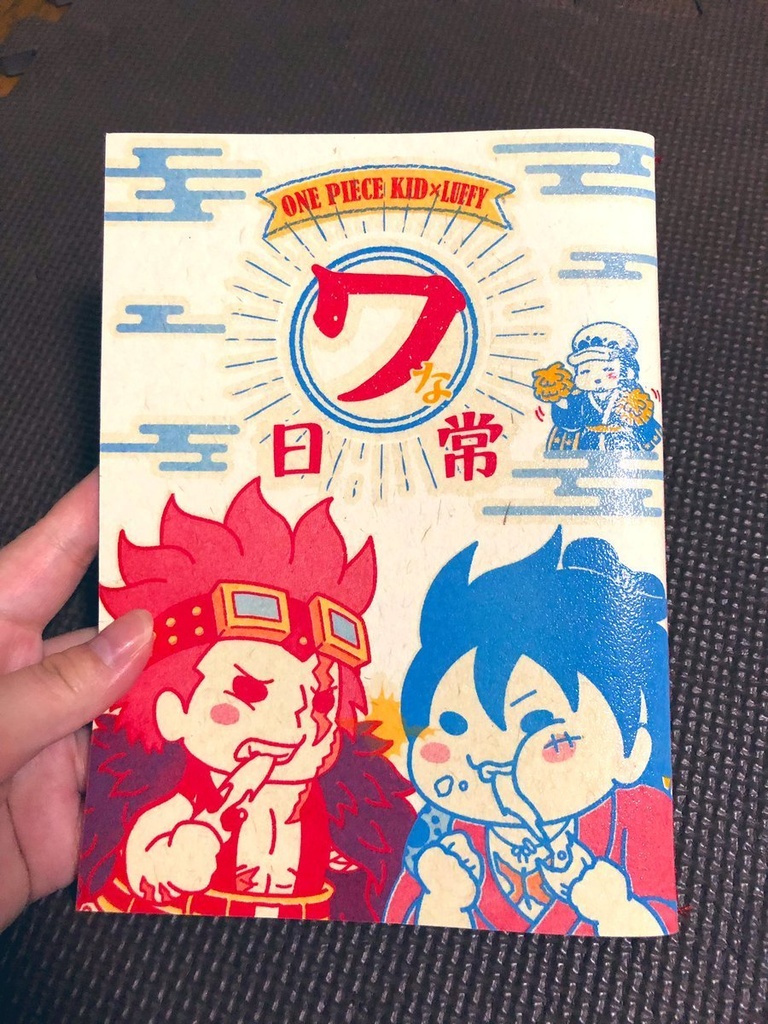 ONE PIECE KID×LUFFY
ワな
日常